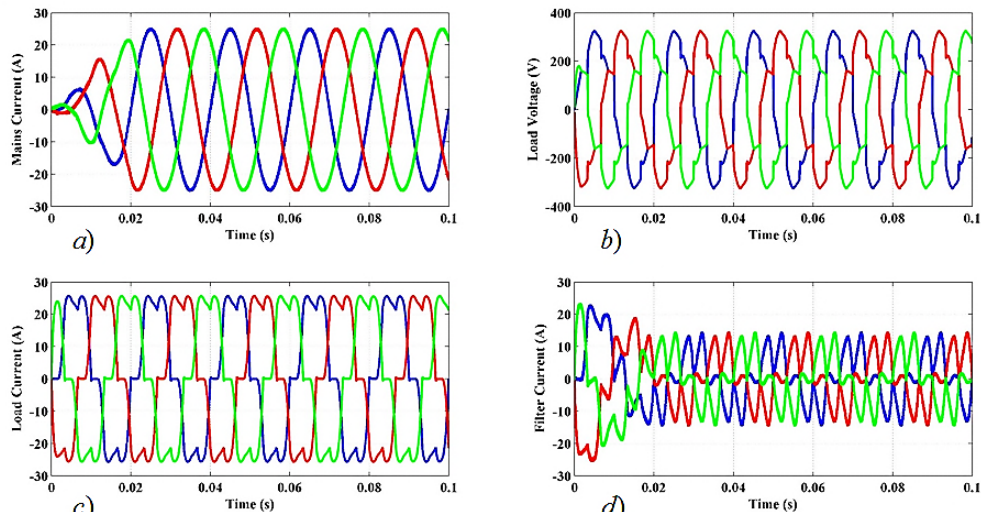 30
20
10
0
-10
-20
-30
Mains Current (A)
0 0.02 0.04 0.06 0.08 0.1
Time (s)
a)
400
200
0
-200
-400
Load Voltage (V)
0 0.02 0.04 0.06 0.08 0.1
Time (s)
b)
30
20
10
0
-10
-20
-30
Load Current (A)
0 0.02 0.04 0.06 0.08 0.1
Time (s)
c)
30
20
10
0
-10
-20
-30
Filter Current (A)
0 0.02 0.04 0.06 0.08 0.1
Time (s)
d)